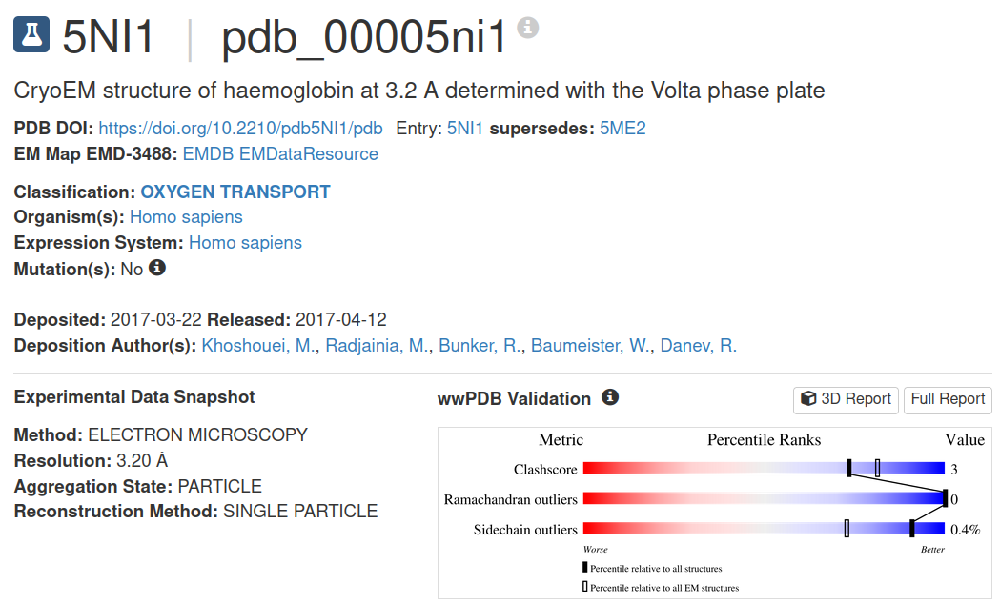 5NI1 | pdb_00005ni1
CryoEM structure of haemoglobin at 3.2 A determined with the Volta phase plate
PDB DOI: https://doi.org/10.2210/pdb5NI1/pdb Entry: 5NI1 supersedes: 5ME2
EM Map EMD-3488: EMDB EMDataResource
Classification: OXYGEN TRANSPORT
Organism(s): Homo sapiens
Expression System: Homo sapiens
Mutation(s): No
Deposited: 2017-03-22 Released: 2017-04-12
Deposition Author(s): Khoshouei, M., Radjainia, M., Bunker, R., Baumeister, W., Danev, R.
Experimental Data Snapshot
Method: ELECTRON MICROSCOPY
Resolution: 3.20 Å
Aggregation State: PARTICLE
Reconstruction Method: SINGLE PARTICLE
wwPDB Validation
3D Report Full Report
Metric Percentile Ranks Value
Clashscore 3
Ramachandran outliers 0
Sidechain outliers 0.4%
Worse Better
Percentile relative to all structures
Percentile relative to all EM structures